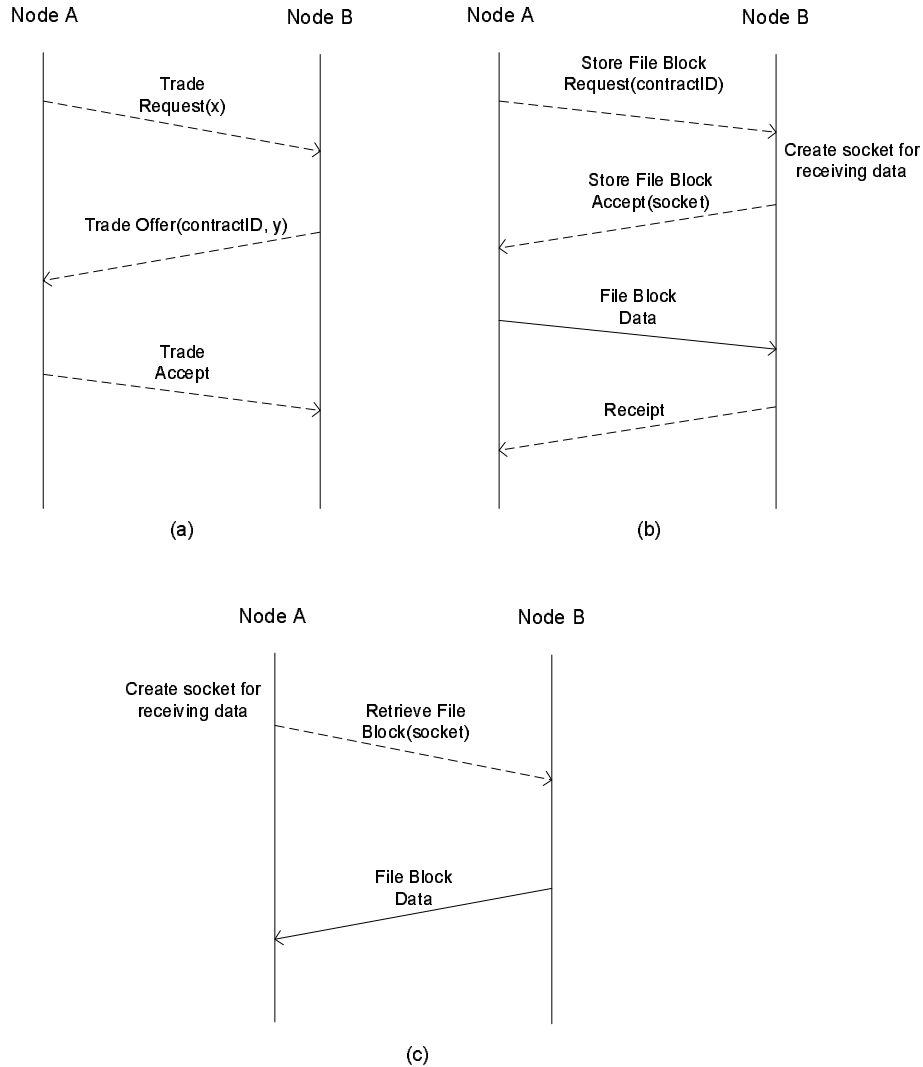 Node A
Node B
Trade
Request(x)
Trade Offer(contractID, y)
Trade
Accept
(a)
Node A
Node B
Store File Block
Request(contractID)
Create socket for
receiving data
Store File Block
Accept(socket)
File Block
Data
Receipt
(b)
Node A
Node B
Create socket for
receiving data
Retrieve File
Block(socket)
File Block
Data
(c)